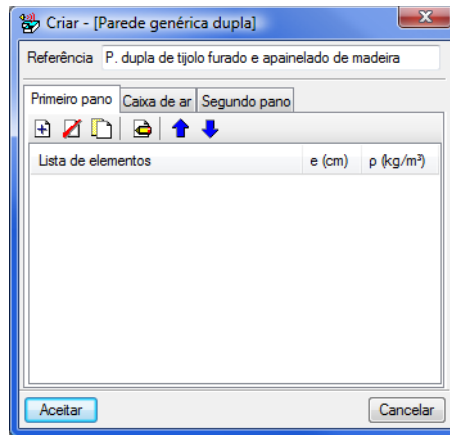 Criar - [Parede genérica dupla]
Referência P. dupla de tijolo furado e apainelado de madeira
Primeiro pano Caixa de ar Segundo pano
Lista de elementos e (cm) ρ (kg/m³)
Aceitar Cancelar